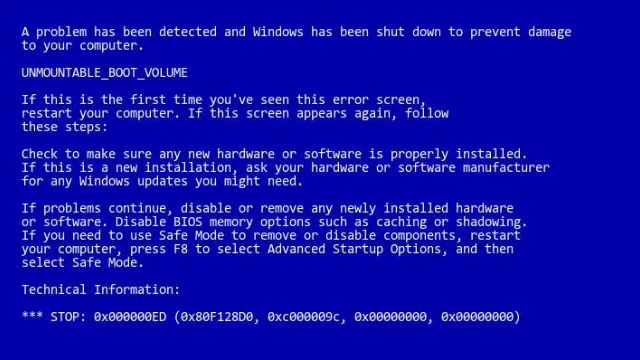 A problem has been detected and Windows has been shut down to prevent damage
to your computer.
UNMOUNTABLE_BOOT_VOLUME
If this is the first time you've seen this error screen,
restart your computer. If this screen appears again, follow
these steps:
Check to make sure any new hardware or software is properly installed.
If this is a new installation, ask your hardware or software manufacturer
for any Windows updates you might need.
If problems continue, disable or remove any newly installed hardware
or software. Disable BIOS memory options such as caching or shadowing.
If you need to use Safe Mode to remove or disable components, restart
your computer, press F8 to select Advanced Startup Options, and then
select Safe Mode.
Technical Information:
*** STOP: 0x000000ED (0x80F128D0, 0xc000009c, 0x00000000, 0x00000000)